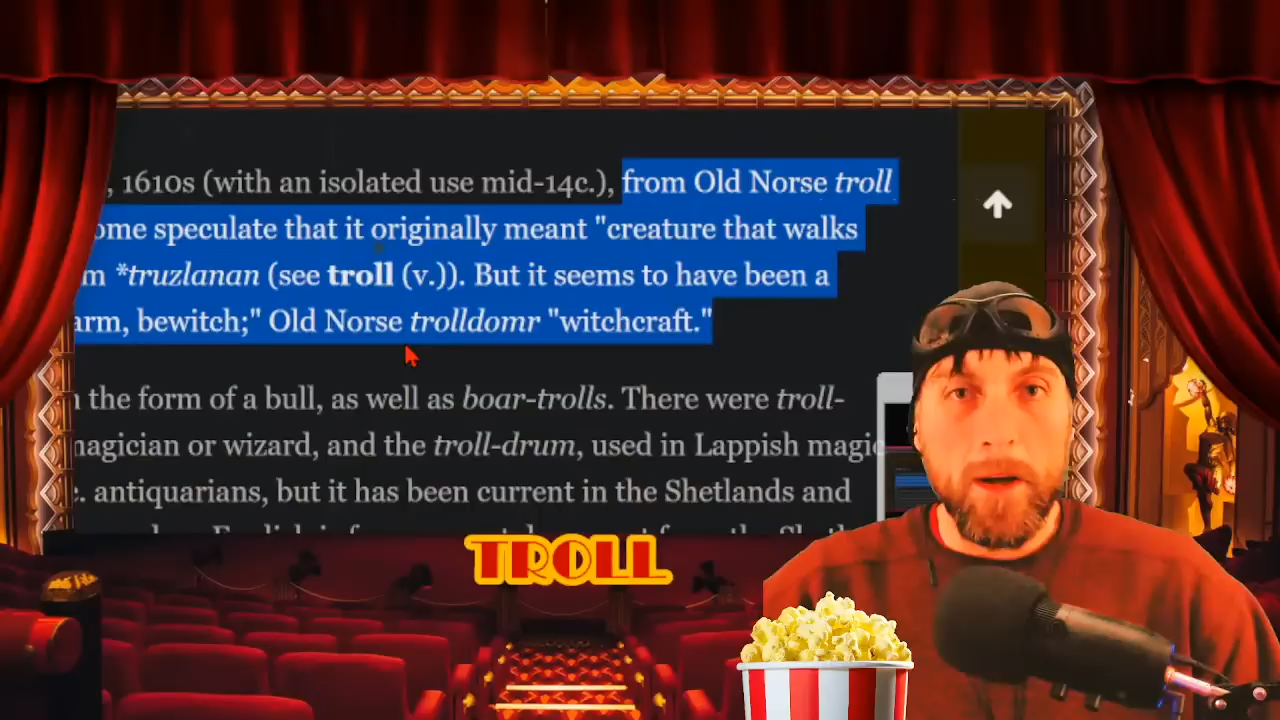 , 1610s (with an isolated use mid-14c.), from Old Norse troll
ome speculate that it originally meant "creature that walks
m *truzlanan (see troll (v.)). But it seems to have been a
arm, bewitch;" Old Norse trolldomr "witchcraft."
n the form of a bull, as well as boar-trolls. There were troll-
nagician or wizard, and the troll-drum, used in Lappish magic
c. antiquarians, but it has been current in the Shetlands and
TROLL